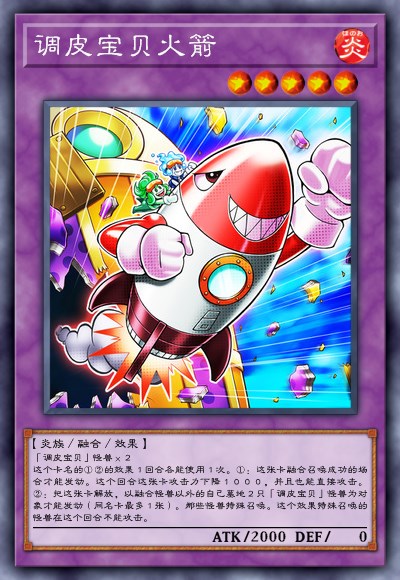 调皮宝贝火箭
ほのお
炎
【炎族／融合／效果】
「调皮宝贝」怪兽×2
这个卡名的①②的效果1回合各能使用1次。①：这张卡融合召唤成功的场
合才能发动。这个回合这张卡攻击力下降1000，并且也能直接攻击。
②：把这张卡解放，以融合怪兽以外的自己墓地2只「调皮宝贝」怪兽为对
象才能发动（同名卡最多1张）。那些怪兽特殊召唤。这个效果特殊召唤的
怪兽在这个回合不能攻击。
ATK/2000 DEF/ 0